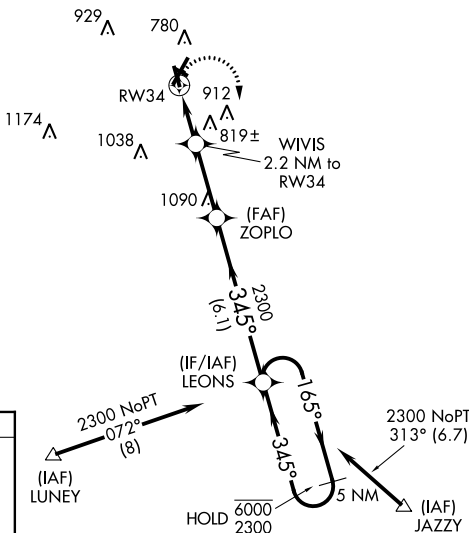 929
780
RW34
912
1174
1038
819±
WIVIS
2.2 NM to
RW34
1090
(FAF)
ZOPLO
2300
345°
(6.1)
(IF/IAF)
LEONS
165°
2300 NoPT
072°
(8)
2300 NoPT
313° (6.7)
345°
(IAF)
LUNEY
5 NM
HOLD 6000
2300
(IAF)
JAZZY